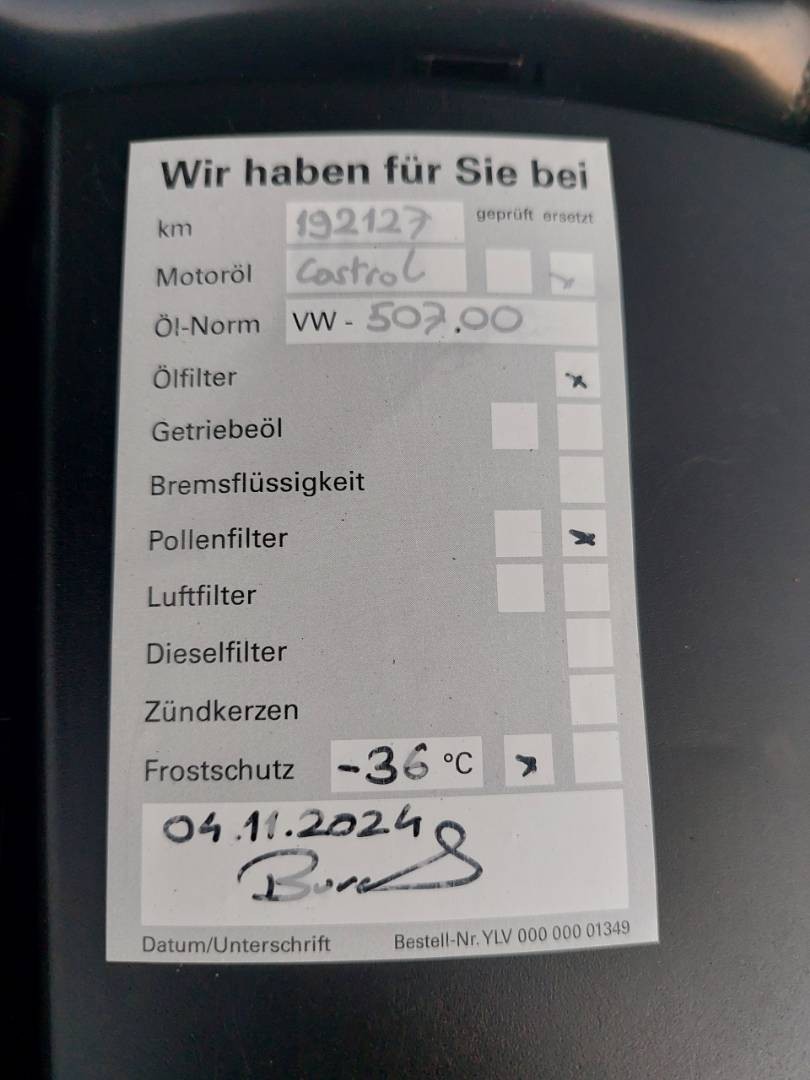 Wir haben für Sie bei
km 192127 geprüft ersetzt
Motoröl Castrol
Öl-Norm VW - 507.00
Ölfilter x
Getriebeöl
Bremsflüssigkeit
Pollenfilter x
Luftfilter
Dieselfilter
Zündkerzen
Frostschutz -36 °C x
04.11.2024
Datum/Unterschrift Bestell-Nr. YLV 000 000 01349